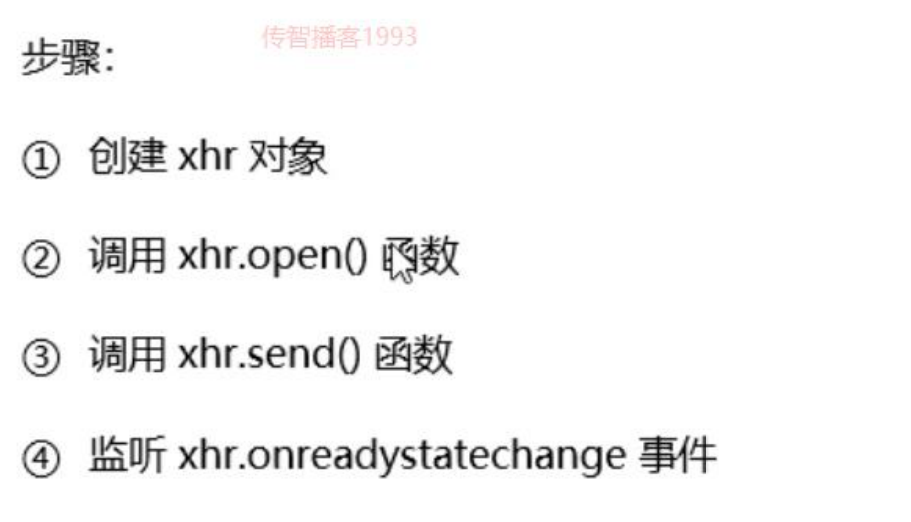 传智播客1993
步骤：
① 创建 xhr 对象
② 调用 xhr.open() 函数
③ 调用 xhr.send() 函数
④ 监听 xhr.onreadystatechange 事件